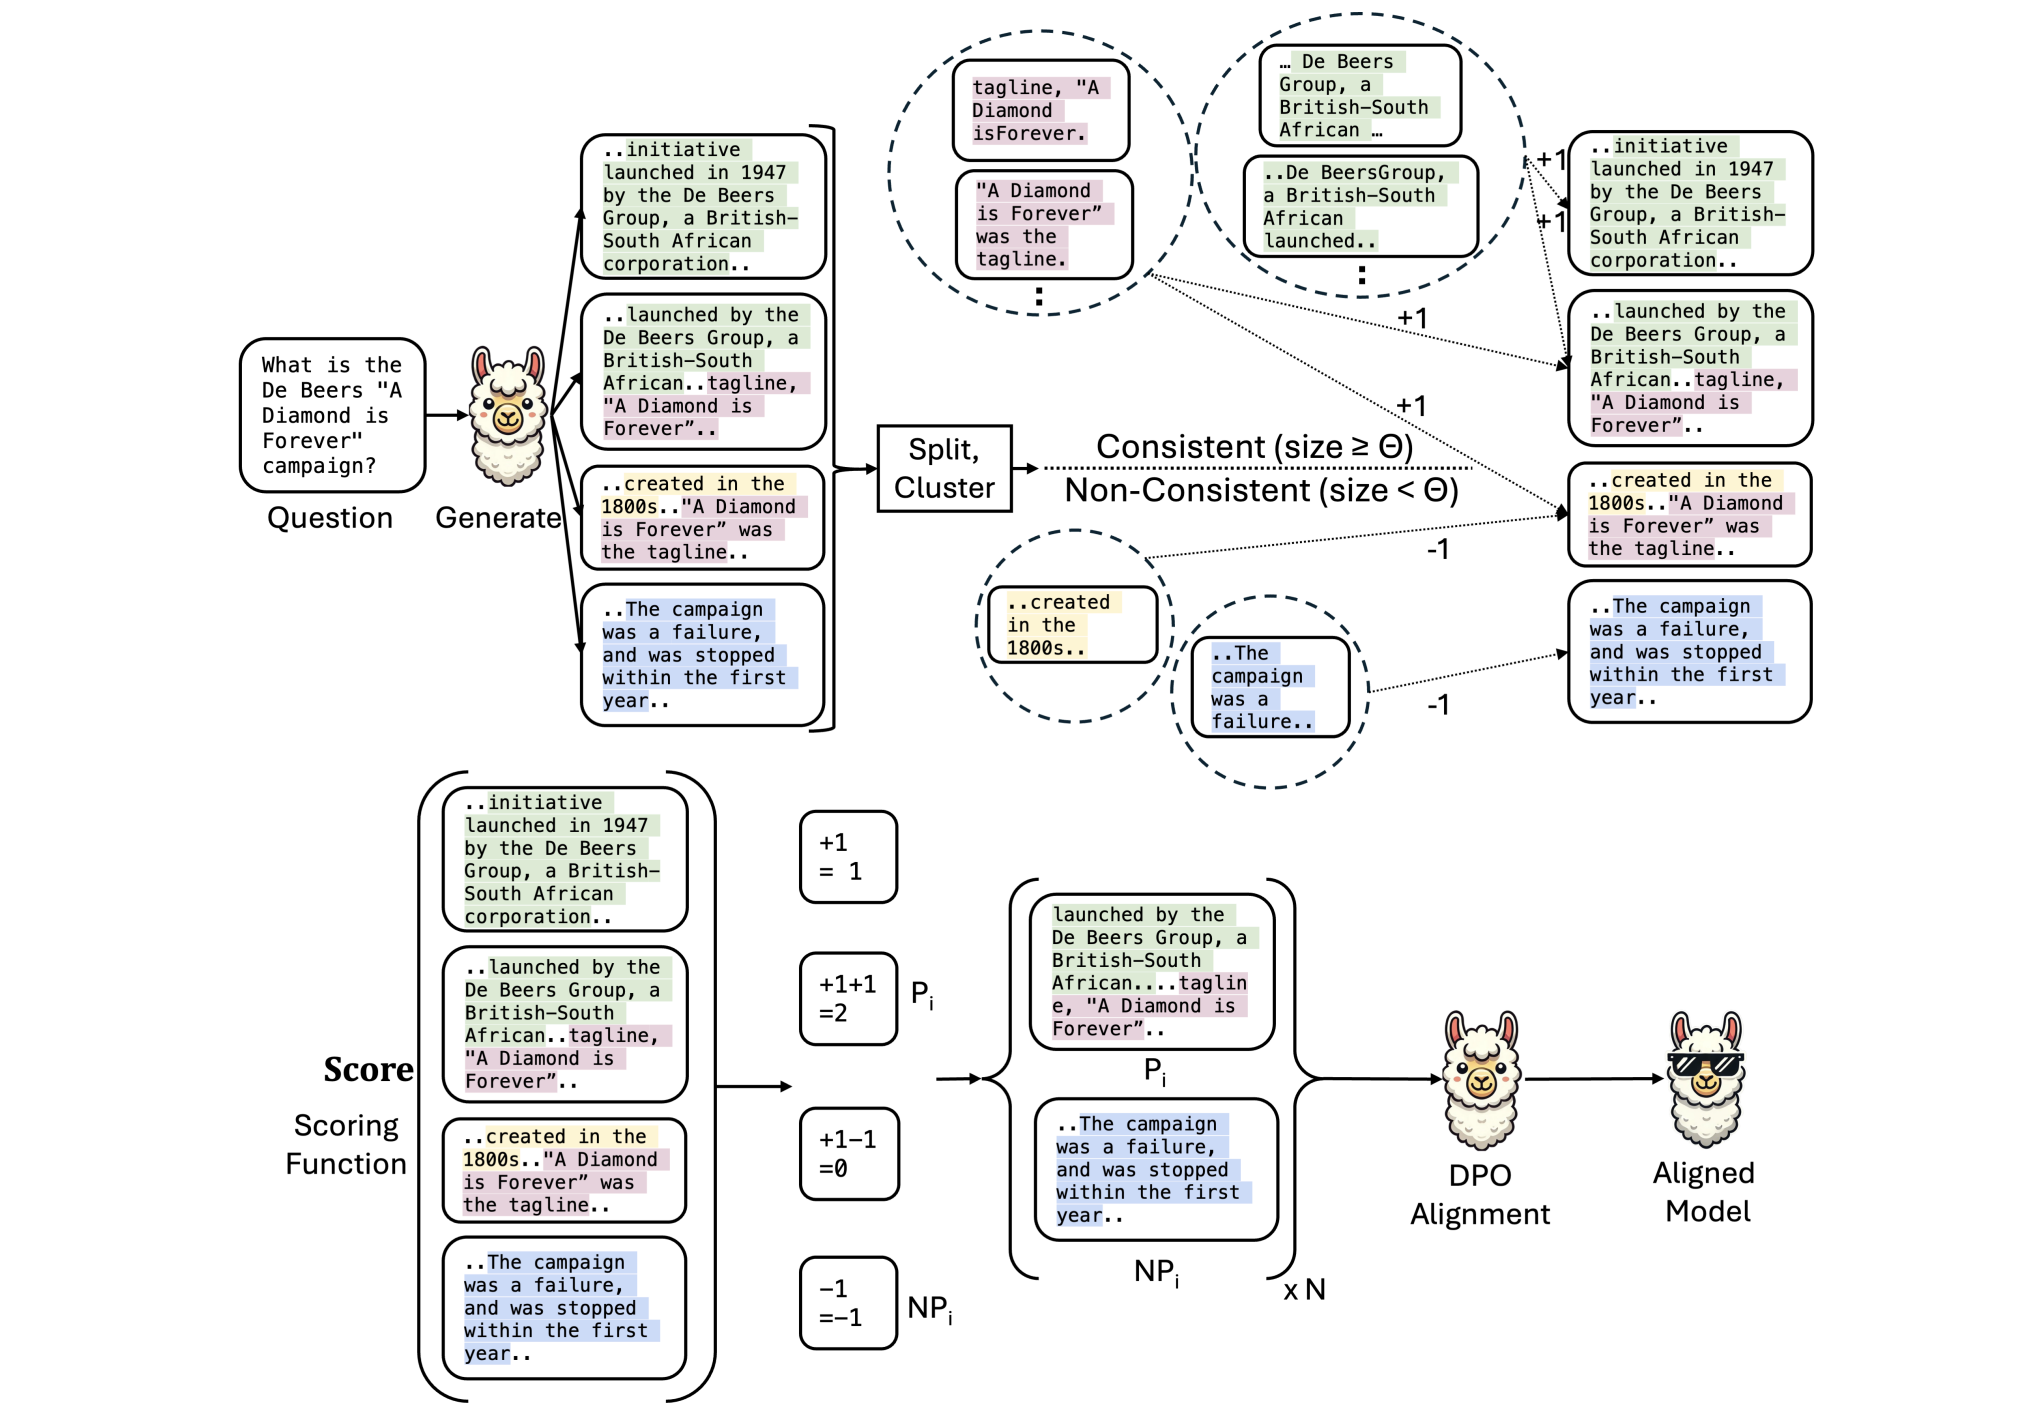 What is the
De Beers "A
Diamond is
Forever"
campaign?
Question
Generate
..initiative
launched in 1947
by the De Beers
Group, a British–
South African
corporation..
..launched by the
De Beers Group, a
British–South
African..tagline,
"A Diamond is
Forever”..
..created in the
1800s.."A Diamond
is Forever” was
the tagline..
..The campaign
was a failure,
and was stopped
within the first
year..
Split,
Cluster
tagline, "A
Diamond
isForever.
"A Diamond
is Forever”
was the
tagline.
⋮
… De Beers
Group, a
British–South
African …
..De BeersGroup,
a British–South
African
launched..
⋮
Consistent (size ≥ Θ)
Non-Consistent (size < Θ)
..created
in the
1800s..
..The
campaign
was a
failure..
+1
+1
+1
+1
-1
-1
..initiative
launched in 1947
by the De Beers
Group, a British–
South African
corporation..
..launched by the
De Beers Group, a
British–South
African..tagline,
"A Diamond is
Forever”..
..created in the
1800s.."A Diamond
is Forever” was
the tagline..
..The campaign
was a failure,
and was stopped
within the first
year..
Score
Scoring
Function
..initiative
launched in 1947
by the De Beers
Group, a British–
South African
corporation..
..launched by the
De Beers Group, a
British–South
African..tagline,
"A Diamond is
Forever”..
..created in the
1800s.."A Diamond
is Forever” was
the tagline..
..The campaign
was a failure,
and was stopped
within the first
year..
+1
= 1
+1+1
=2
Pi
+1–1
=0
–1
=–1
NPi
launched by the
De Beers Group, a
British–South
African....taglin
e, "A Diamond is
Forever”..
Pi
..The campaign
was a failure,
and was stopped
within the first
year..
NPi
x N
DPO
Alignment
Aligned
Model